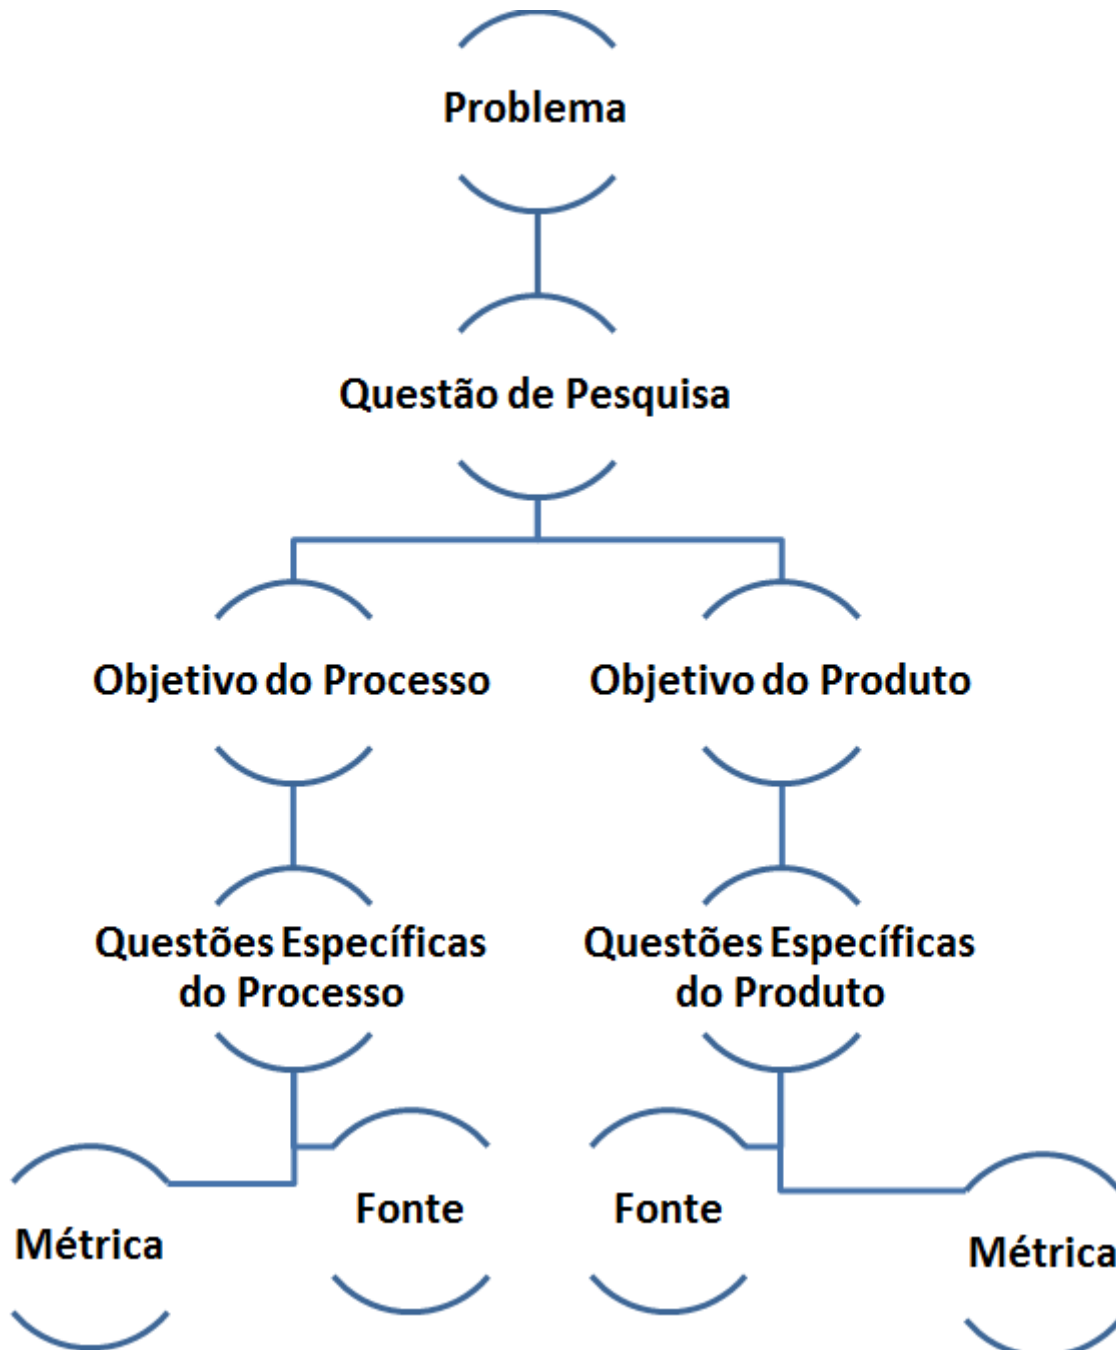 Problema
Questão de Pesquisa
Objetivo do Processo
Objetivo do Produto
Questões Específicas
do Processo
Questões Específicas
do Produto
Métrica
Fonte
Fonte
Métrica